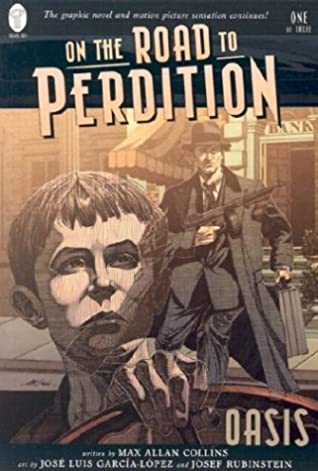 The graphic novel and motion picture sensation continues!
ONE
OF THREE
ON THE ROAD TO
PERDITION
BANK
OASIS
written by MAX ALLAN COLLINS
art by JOSÉ LUIS GARCÍA-LÓPEZ and JOSEF RUBINSTEIN